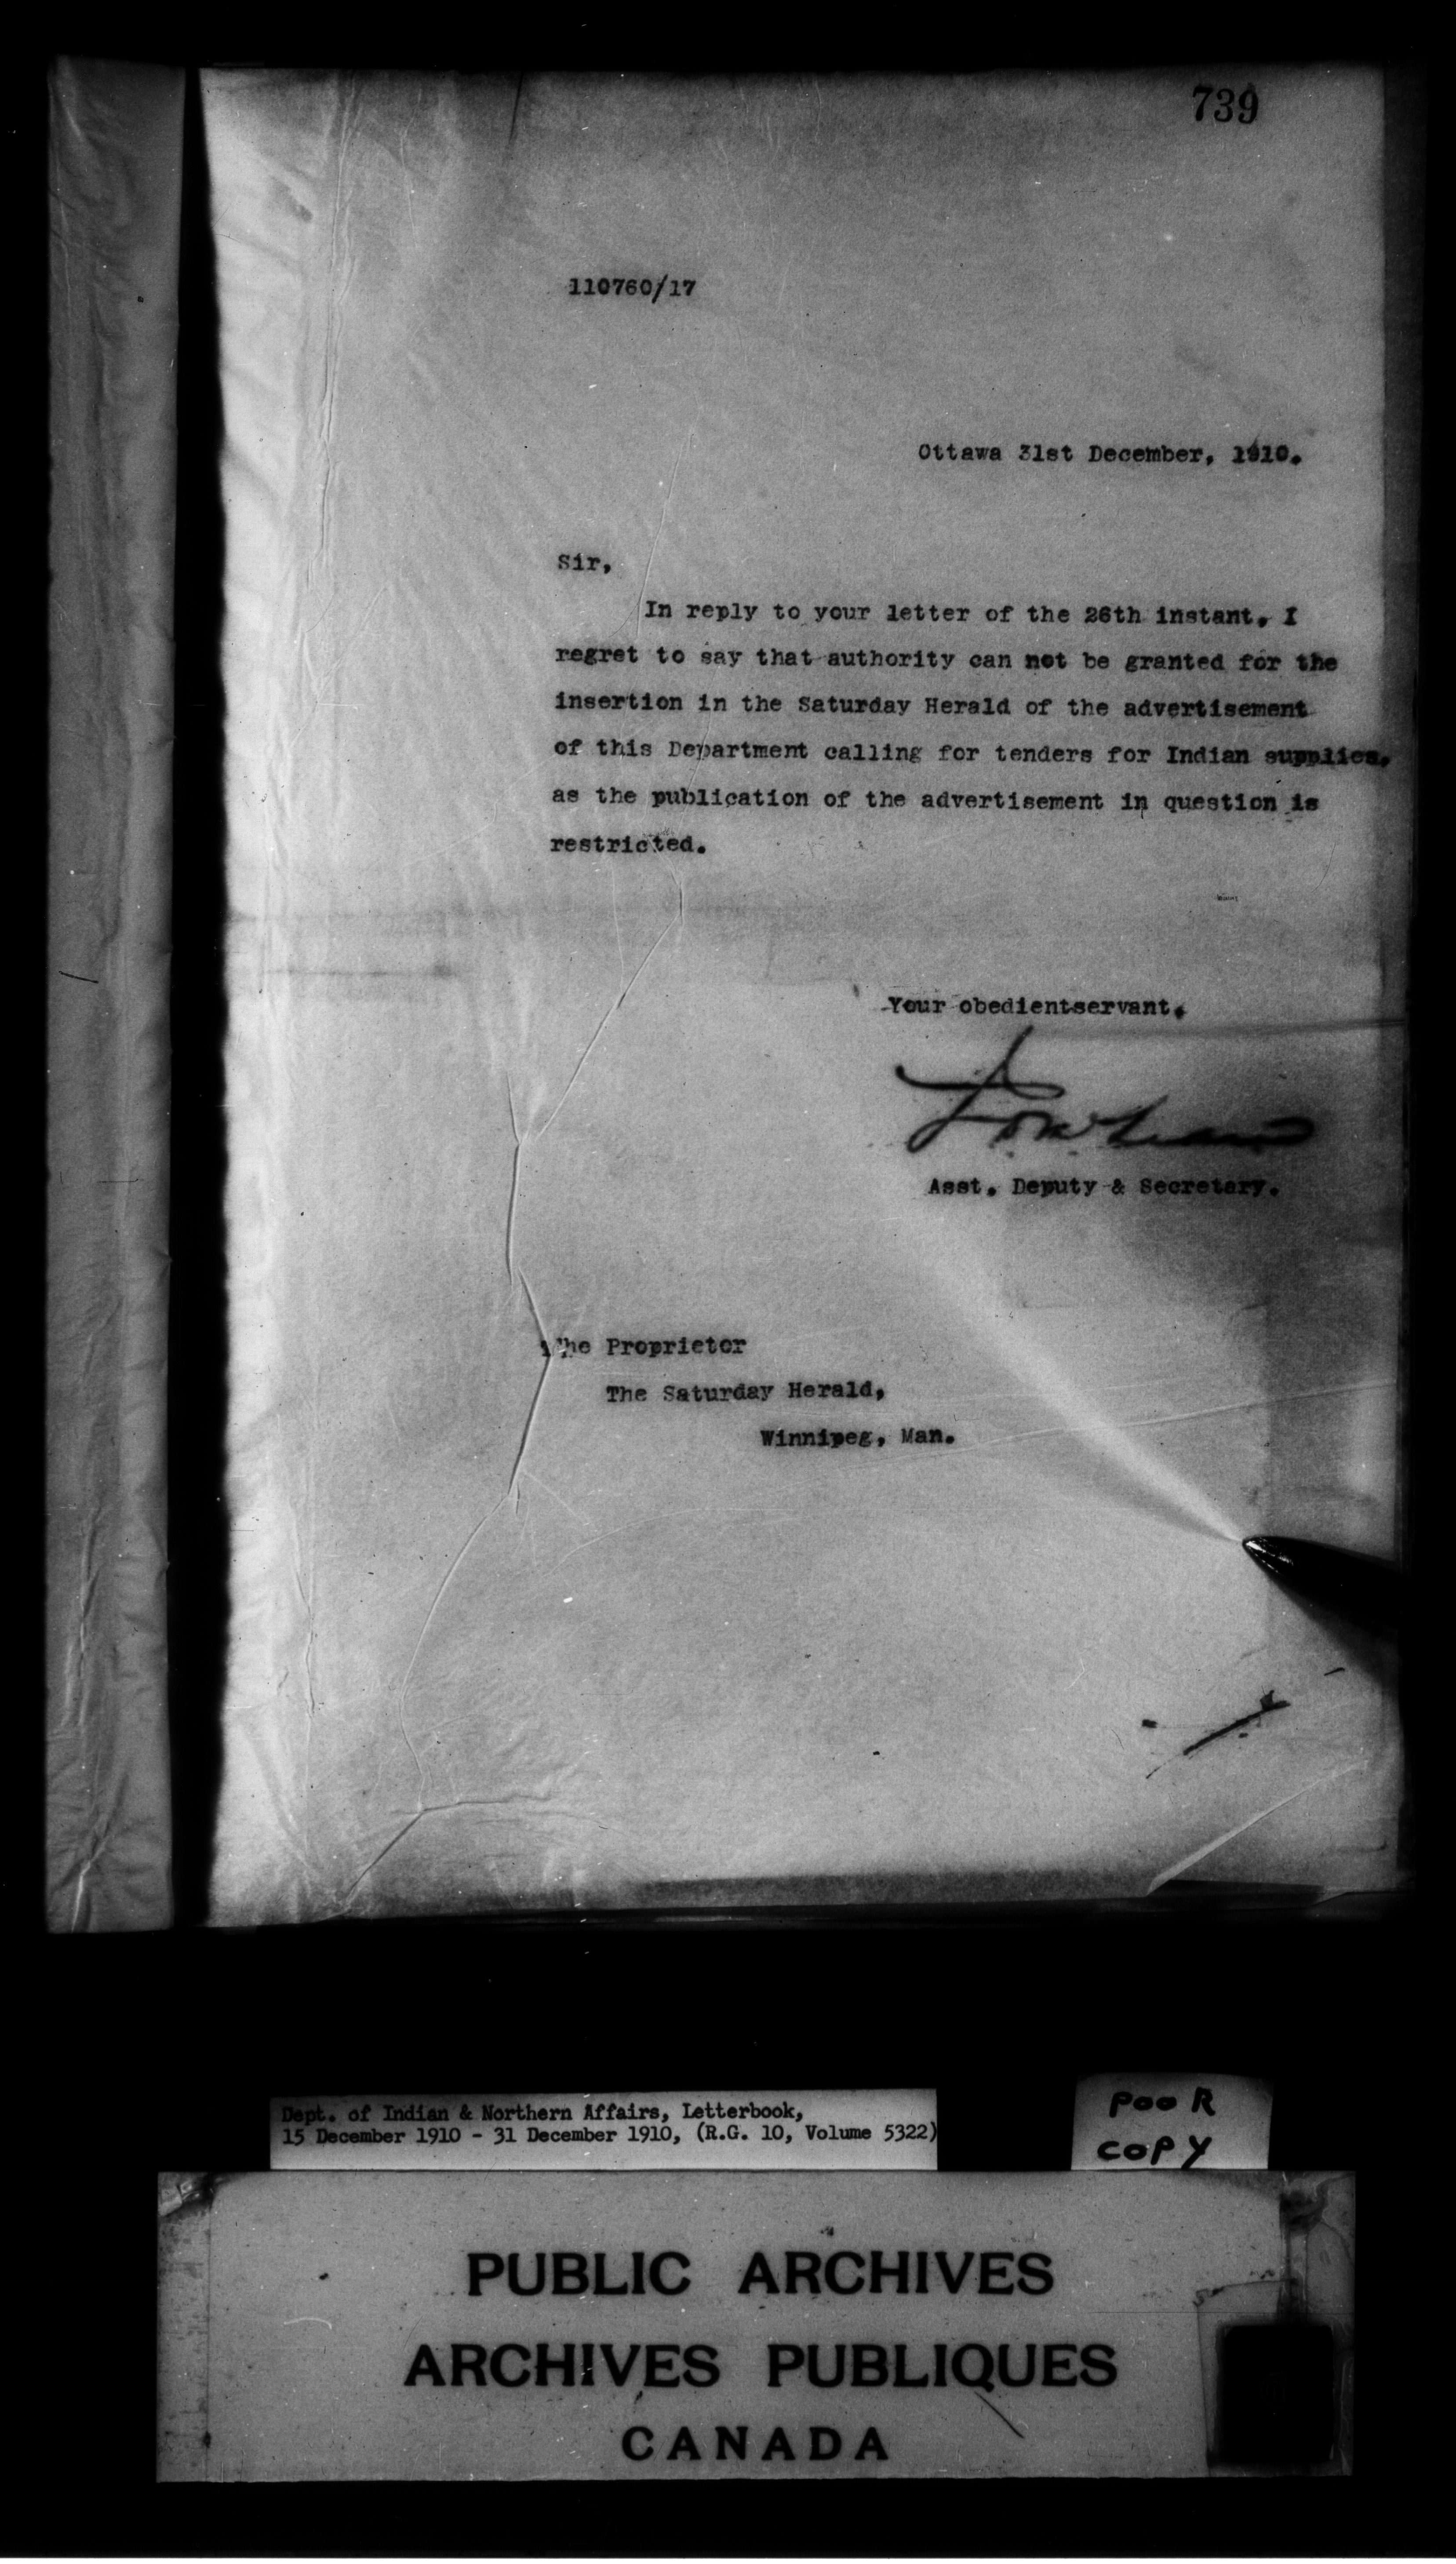 739
110760/17
Ottawa 31st December, 1910.
Sir,
In reply to your letter of the 26th instant, I
regret to say that authority can not be granted for the
insertion in the Saturday Herald of the advertisement
of this Department calling for tenders for Indian supplies,
as the publication of the advertisement in question is
restricted.
Your obedientservant,
Asst. Deputy & Secretary.
The Proprietor
The Saturday Herald,
Winnipeg, Man.
Dept. of Indian & Northern Affairs, Letterbook,
15 December 1910 - 31 December 1910, (R.G. 10, Volume 5322)
POOR
COPY
PUBLIC ARCHIVES
ARCHIVES PUBLIQUES
CANADA